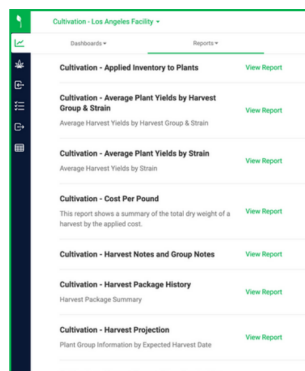 Cultivation - Los Angeles Facility
Dashboards
Reports
Cultivation - Applied Inventory to Plants
View Report
Cultivation - Average Plant Yields by Harvest
Group & Strain
View Report
Average Harvest Yields by Harvest Group & Strain
Cultivation - Average Plant Yields by Strain
View Report
Average Harvest Yields by Strain
Cultivation - Cost Per Pound
This report shows a summary of the total dry weight of a
View Report
harvest by the applied cost.
Cultivation - Harvest Notes and Group Notes
View Report
Cultivation - Harvest Package History
View Report
Harvest Package Summary
Cultivation - Harvest Projection
View Report
Plant Group Information by Expected Harvest Date